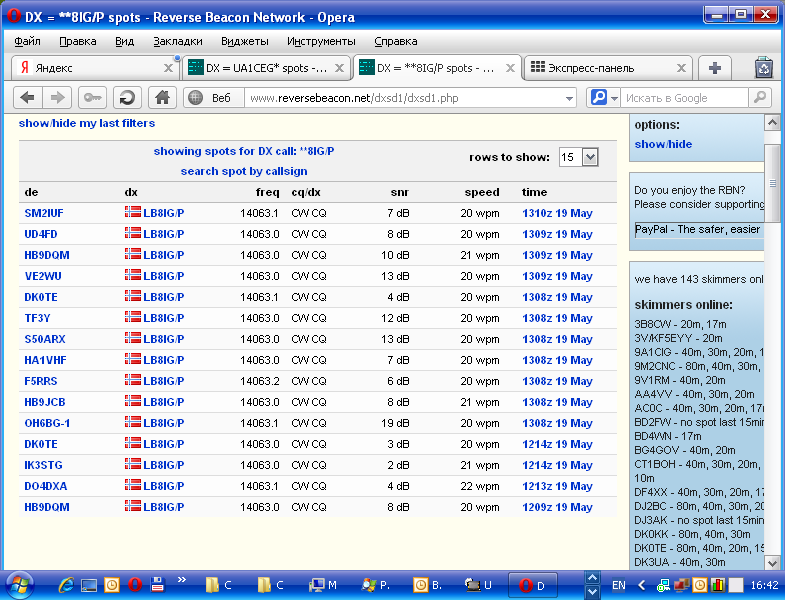 DX = **8IG/P spots - Reverse Beacon Network - Opera
Файл Правка Вид Закладки Виджеты Инструменты Справка
Яндекс DX = UA1CEG* spots -... DX = **8IG/P spots - ... Экспресс-панель
Веб www.reversebeacon.net/dxsd1/dxsd1.php Искать в Google
show/hide my last filters
showing spots for DX call: **8IG/P
search spot by callsign
rows to show: 15
de dx freq cq/dx snr speed time
SM2IUF LB8IG/P 14063.1 CW CQ 7 dB 20 wpm 1310z 19 May
UD4FD LB8IG/P 14063.0 CW CQ 8 dB 20 wpm 1309z 19 May
HB9DQM LB8IG/P 14063.0 CW CQ 10 dB 21 wpm 1309z 19 May
VE2WU LB8IG/P 14063.0 CW CQ 13 dB 20 wpm 1309z 19 May
DK0TE LB8IG/P 14063.1 CW CQ 4 dB 20 wpm 1308z 19 May
TF3Y LB8IG/P 14063.0 CW CQ 12 dB 20 wpm 1308z 19 May
S50ARX LB8IG/P 14063.0 CW CQ 13 dB 20 wpm 1308z 19 May
HA1VHF LB8IG/P 14063.0 CW CQ 7 dB 20 wpm 1308z 19 May
F5RRS LB8IG/P 14063.2 CW CQ 6 dB 20 wpm 1308z 19 May
HB9JCB LB8IG/P 14063.0 CW CQ 8 dB 21 wpm 1308z 19 May
OH6BG-1 LB8IG/P 14063.1 CW CQ 19 dB 20 wpm 1308z 19 May
DK0TE LB8IG/P 14063.0 CW CQ 3 dB 20 wpm 1214z 19 May
IK3STG LB8IG/P 14063.0 CW CQ 2 dB 21 wpm 1214z 19 May
DO4DXA LB8IG/P 14063.1 CW CQ 4 dB 22 wpm 1213z 19 May
HB9DQM LB8IG/P 14063.0 CW CQ 8 dB 20 wpm 1209z 19 May
options:
show/hide
Do you enjoy the RBN?
Please consider supporting
PayPal - The safer, easier
we have 143 skimmers onl
skimmers online:
3B8CW - 20m, 17m
3V/KF5EYY - 20m
9A1CIG - 40m, 30m, 20m, 1
9M2CNC - 80m, 40m, 30m,
9V1RM - 40m, 20m
AA4VV - 40m, 30m, 20m
AC0C - 40m, 30m, 20m, 17m
BD2FW - no spot last 15min
BD4WN - 17m
BG4GOV - 40m, 20m
CT1BOH - 40m, 30m, 20m,
10m
DF4XX - 40m, 30m, 20m, 17
DJ2BC - 80m, 40m, 30m, 20
DJ3AK - no spot last 15min
DK0KK - 80m, 40m, 30m
DK0TE - 80m, 40m, 20m, 15
DK3UA - 40m, 30m
C C M P. В. U D EN 16:42